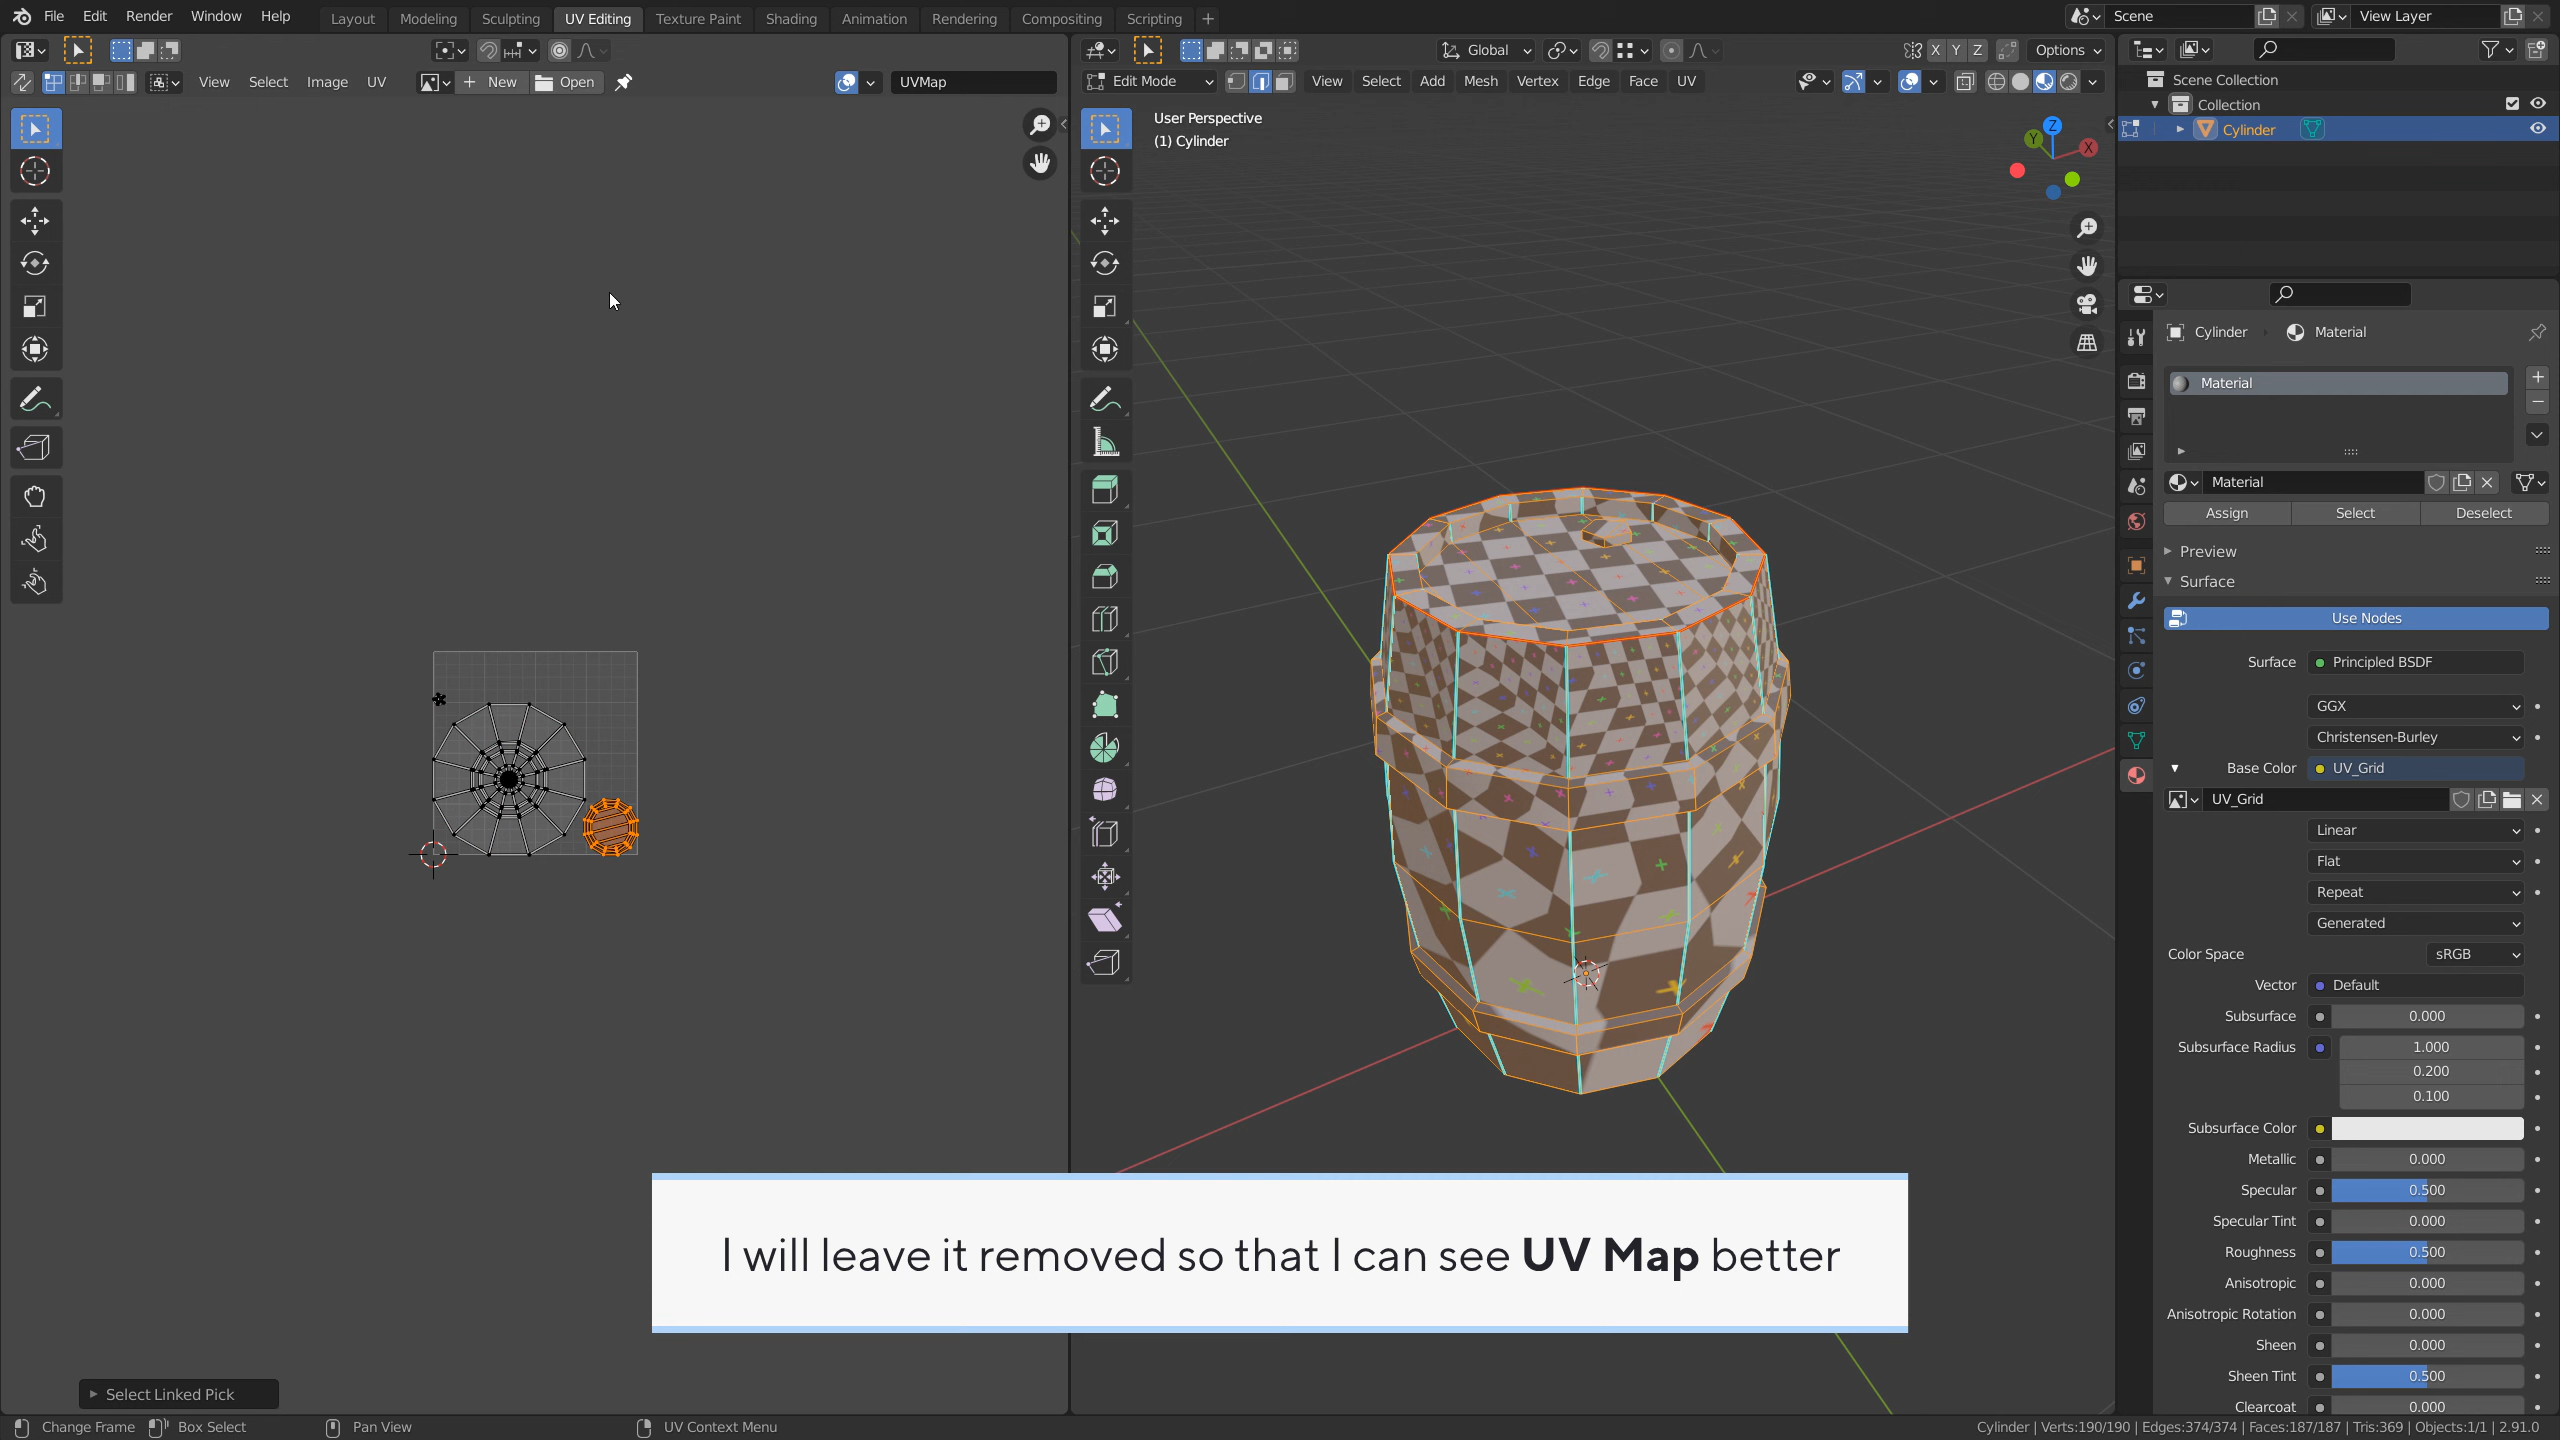 File Edit Render Window Help Layout Modeling Sculpting UV Editing Texture Paint Shading Animation Rendering Compositing Scripting + Scene View Layer
Global X Y Z Options
View Select Image UV New Open UVMap Edit Mode View Select Add Mesh Vertex Edge Face UV
Scene Collection
Collection
Cylinder
User Perspective
(1) Cylinder
Z
Y
X
Cylinder Material
Material
Material
Assign Select Deselect
Preview
Surface
Use Nodes
Surface Principled BSDF
GGX
Christensen-Burley
Base Color UV_Grid
UV_Grid
Linear
Flat
Repeat
Generated
Color Space sRGB
Vector Default
Subsurface 0.000
Subsurface Radius 1.000
0.200
0.100
Subsurface Color
Metallic 0.000
Specular 0.500
Specular Tint 0.000
Roughness 0.500
Anisotropic 0.000
Anisotropic Rotation 0.000
Sheen 0.000
Sheen Tint 0.500
Clearcoat 0.000
I will leave it removed so that I can see UV Map better
Select Linked Pick
Change Frame Box Select Pan View UV Context Menu Cylinder | Verts:190/190 | Edges:374/374 | Faces:187/187 | Tris:369 | Objects:1/1 | 2.91.0